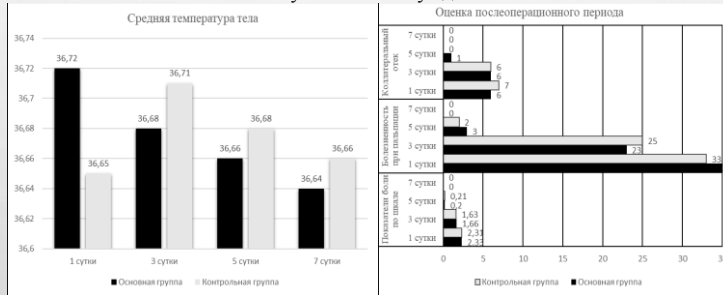 Средняя температура тела
36,74
36,72
36,7
36,68
36,66
36,64
36,62
36,6
36,72
36,65
36,68
36,71
36,66
36,68
36,64
36,66
1 сутки
3 сутки
5 сутки
7 сутки
Основная группа
Контрольная группа
Оценка послеоперационного периода
Коллатеральный
отек
7 сутки
5 сутки
3 сутки
1 сутки
0
0
0
1
6
6
7
6
Болезненность
при пальпации
7 сутки
5 сутки
3 сутки
1 сутки
0
0
2
3
25
23
33
Показатели боли
по шкале
7 сутки
5 сутки
3 сутки
1 сутки
0
0
0,21
0,2
1,63
1,66
2,31
2,33
0
5
10
15
20
25
30
Контрольная группа
Основная группа